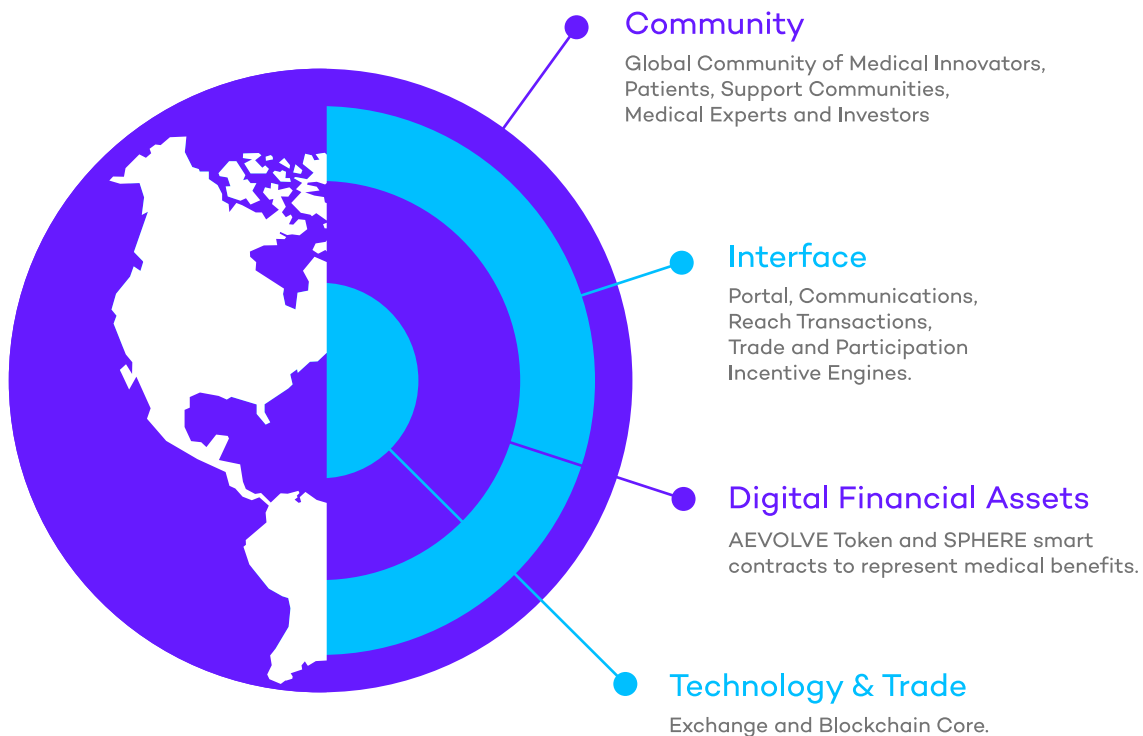 Community
Global Community of Medical Innovators,
Patients, Support Communities,
Medical Experts and Investors
Interface
Portal, Communications,
Reach Transactions,
Trade and Participation
Incentive Engines.
Digital Financial Assets
AEVOLVE Token and SPHERE smart
contracts to represent medical benefits.
Technology & Trade
Exchange and Blockchain Core.